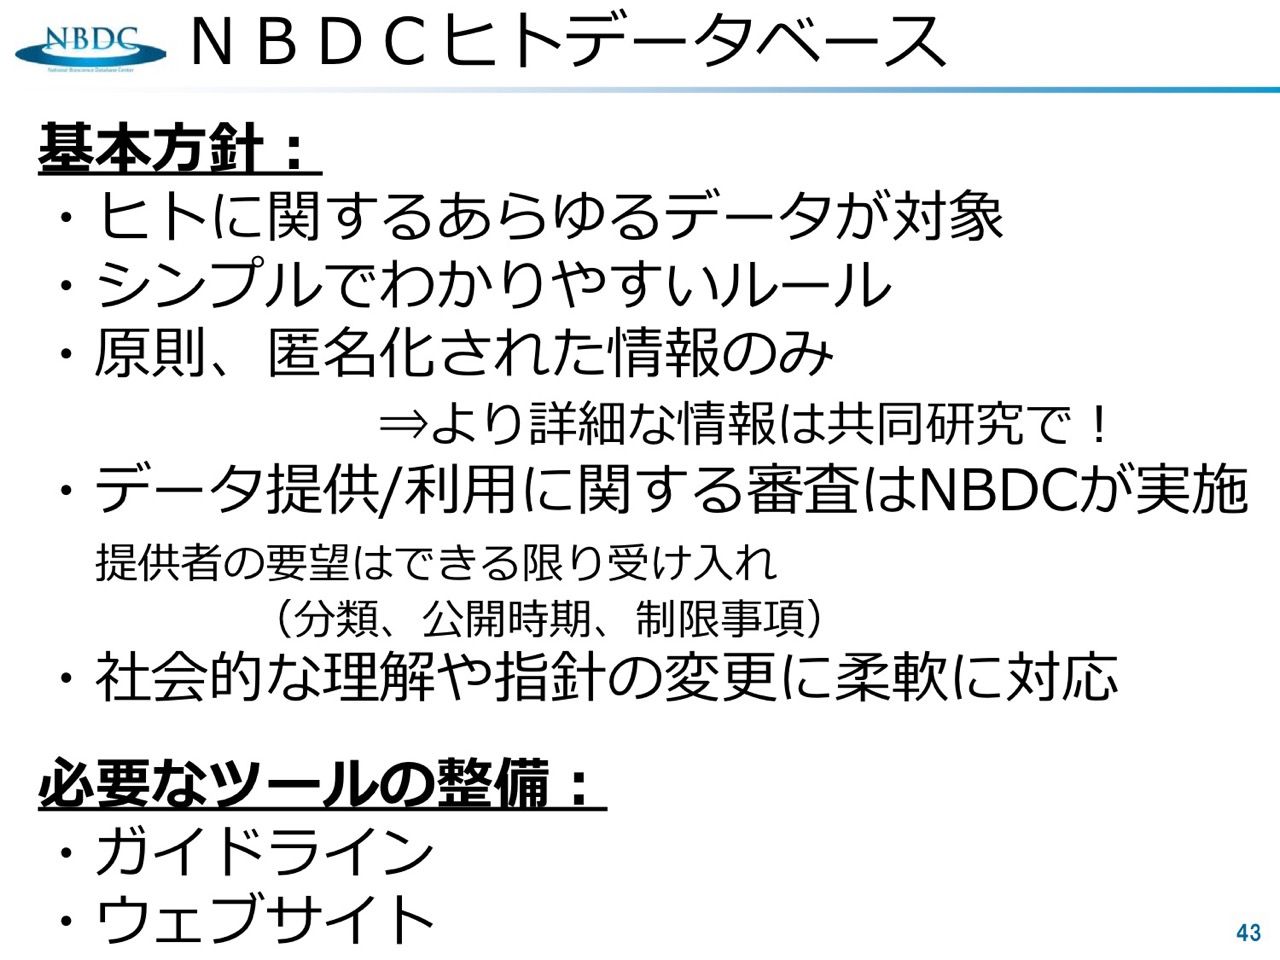 NBDC
National Bioscience Database Center
ＮＢＤＣヒトデータベース
基本方針：
・ヒトに関するあらゆるデータが対象
・シンプルでわかりやすいルール
・原則、匿名化された情報のみ
⇒より詳細な情報は共同研究で！
・データ提供/利用に関する審査はNBDCが実施
提供者の要望はできる限り受け入れ
（分類、公開時期、制限事項）
・社会的な理解や指針の変更に柔軟に対応
必要なツールの整備：
・ガイドライン
・ウェブサイト
43